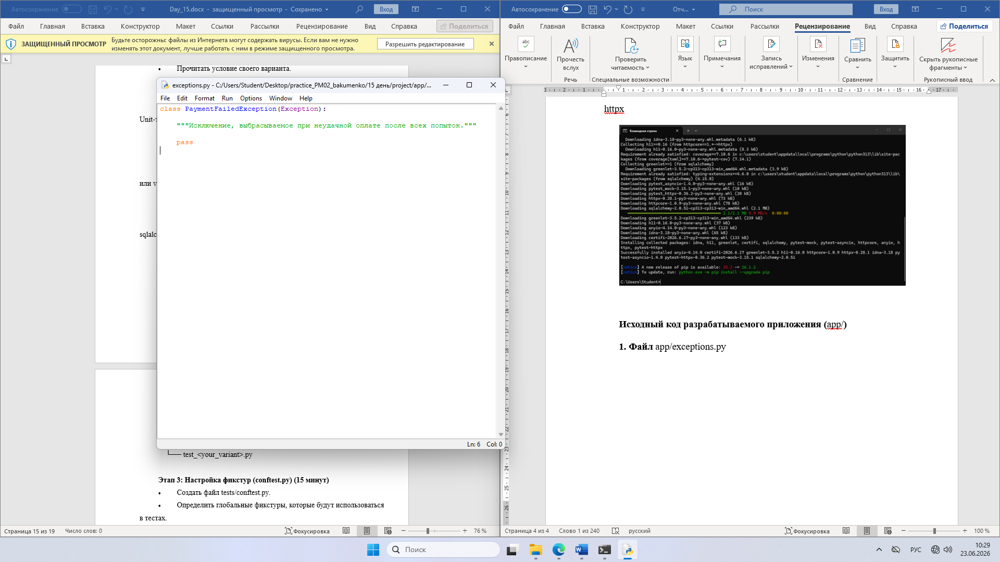 Автосохранение
Day_15.docx - защищенный просмотр - Сохранено
Вход
Файл Главная Вставка Конструктор Макет Ссылки Рассылки Рецензирование Вид Справка Поделиться
ЗАЩИЩЕННЫЙ ПРОСМОТР
Будьте осторожны: файлы из Интернета могут содержать вирусы. Если вам не нужно
изменять этот документ, лучше работать с ним в режиме защищенного просмотра.
Разрешить редактирование
• Прочитать условие своего варианта.
Unit-
или
sqlalc
exceptions.py - C:/Users/Student/Desktop/practice_PM02_bakumenko/15 день/project/app/...
File Edit Format Run Options Window Help
class PaymentFailedException(Exception):
"""Исключение, выбрасываемое при неудачной оплате после всех попыток."""
pass
Ln: 6 Col: 0
└── test_<your_variant>.py
Этап 3: Настройка фикстур (conftest.py) (15 минут)
• Создать файл tests/conftest.py.
• Определить глобальные фикстуры, которые будут использоваться
в тестах.
Страница 15 из 19 Число слов: 0 Фокусировка 76 %
Автосохранение
Отч...
Поиск
Вход
Файл Главная Вставка Конструктор Макет Ссылки Рассылки Рецензирование Вид Справка Поделиться
abc
Правописание
Прочесть
вслух
Речь
Проверить
читаемость
Специальные возможности
Язык
Примечания
Запись
исправлений
Изменения
Сравнить
Сравнение
Защитить
Скрыть рукописные
фрагменты
Рукописный ввод
3 2 1 1 2 3 4 5 6 7 8 9 10 11 12 13 14 15 16 17
httpx
Командная строка
Downloading idna-3.18-py3-none-any.whl.metadata (6.1 kB)
Collecting h11>=0.16 (from httpcore==1.*->httpx)
Downloading h11-0.16.0-py3-none-any.whl.metadata (8.3 kB)
Requirement already satisfied: coverage>=7.10.6 in c:\users\student\appdata\local\programs\python\python313\lib\site-pac
kages (from coverage[toml]>=7.10.6->pytest-cov) (7.14.1)
Collecting greenlet>=1 (from sqlalchemy)
Downloading greenlet-3.5.2-cp313-cp313-win_amd64.whl.metadata (3.9 kB)
Requirement already satisfied: typing-extensions>=4.6.0 in c:\users\student\appdata\local\programs\python\python313\lib\
site-packages (from sqlalchemy) (4.15.0)
Downloading pytest_asyncio-1.4.0-py3-none-any.whl (16 kB)
Downloading pytest_mock-3.15.1-py3-none-any.whl (10 kB)
Downloading pytest_httpx-0.36.2-py3-none-any.whl (20 kB)
Downloading httpx-0.28.1-py3-none-any.whl (73 kB)
Downloading httpcore-1.0.9-py3-none-any.whl (78 kB)
Downloading sqlalchemy-2.0.51-cp313-cp313-win_amd64.whl (2.1 MB)
2.1/2.1 MB 9.9 MB/s 0:00:00
Downloading greenlet-3.5.2-cp313-cp313-win_amd64.whl (239 kB)
Downloading h11-0.16.0-py3-none-any.whl (37 kB)
Downloading anyio-4.14.0-py3-none-any.whl (123 kB)
Downloading idna-3.18-py3-none-any.whl (65 kB)
Downloading certifi-2026.6.17-py3-none-any.whl (133 kB)
Installing collected packages: idna, h11, greenlet, certifi, sqlalchemy, pytest-mock, pytest-asyncio, httpcore, anyio, h
ttpx, pytest-httpx
Successfully installed anyio-4.14.0 certifi-2026.6.17 greenlet-3.5.2 h11-0.16.0 httpcore-1.0.9 httpx-0.28.1 idna-3.18 py
test-asyncio-1.4.0 pytest-httpx-0.36.2 pytest-mock-3.15.1 sqlalchemy-2.0.51
[notice] A new release of pip is available: 25.2 -> 26.1.2
[notice] To update, run: python.exe -m pip install --upgrade pip
C:\Users\Student>
Исходный код разрабатываемого приложения (app/)
1. Файл app/exceptions.py
Страница 4 из 4 Слово 1 из 240 русский Фокусировка 100 %
Поиск
РУС
10:29
23.06.2026